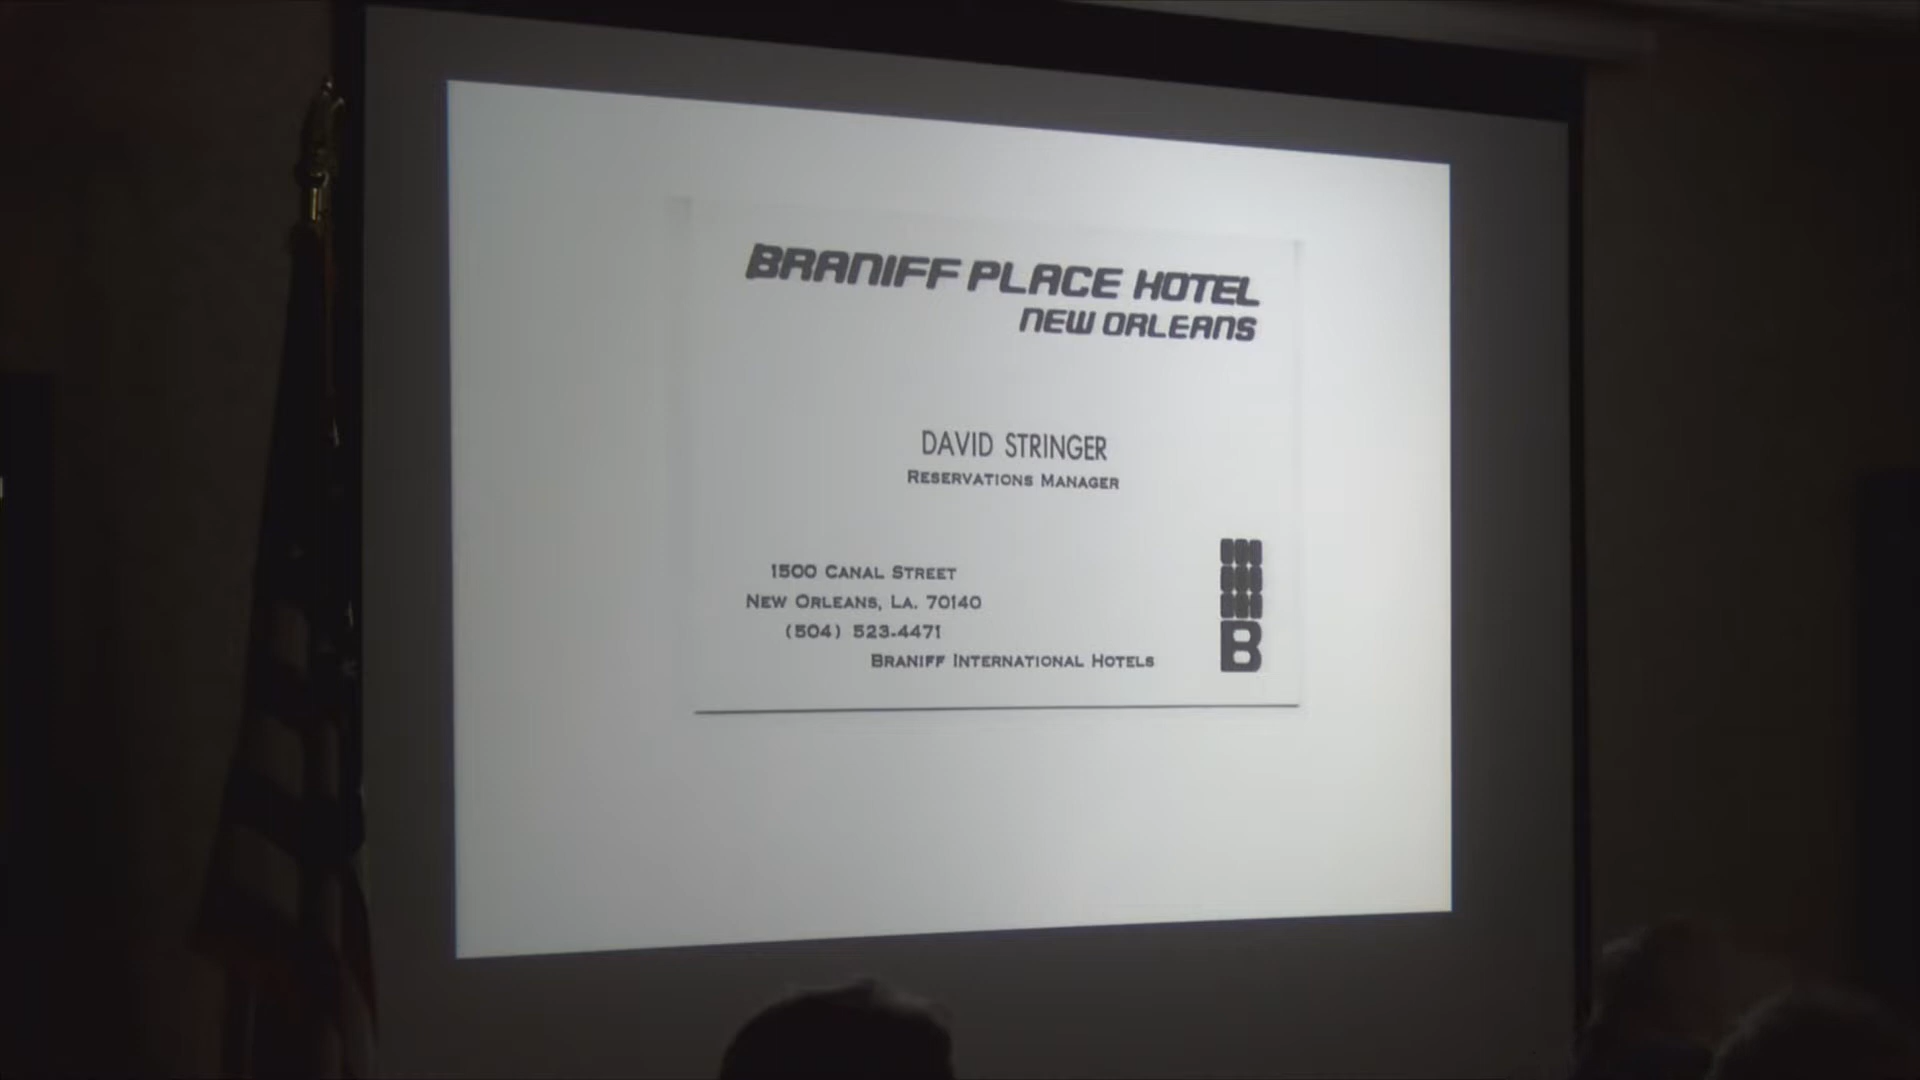 BRANIFF PLACE HOTEL
NEW ORLEANS
DAVID STRINGER
RESERVATIONS MANAGER
1500 CANAL STREET
NEW ORLEANS, LA. 70140
(504) 523-4471
BRANIFF INTERNATIONAL HOTELS
B